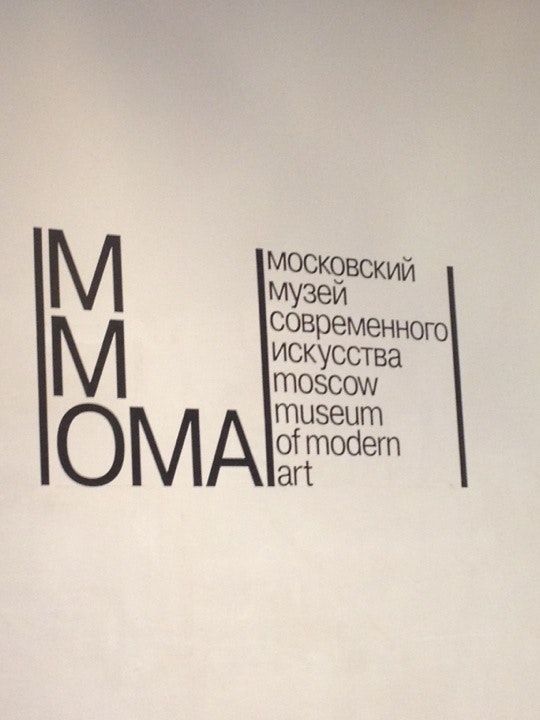 M
M
OMA
московский
музей
современного
искусства
moscow
museum
of modern
art